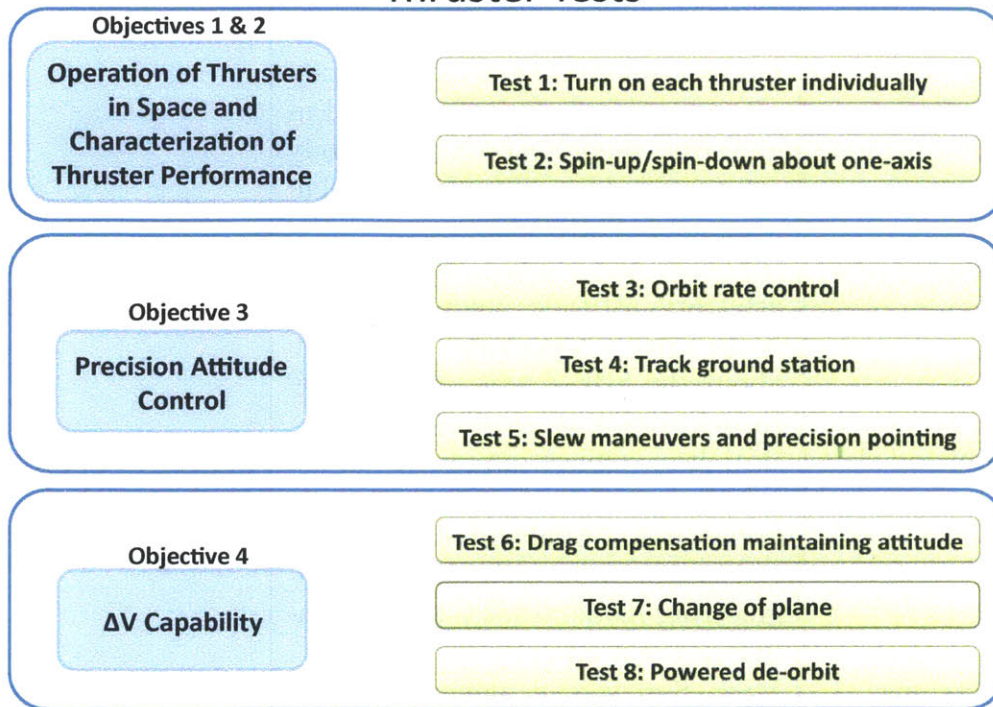 Thruster Tests
Objectives 1 & 2
Operation of Thrusters
in Space and
Characterization of
Thruster Performance
Test 1: Turn on each thruster individually
Test 2: Spin-up/spin-down about one-axis
Objective 3
Precision Attitude
Control
Test 3: Orbit rate control
Test 4: Track ground station
Test 5: Slew maneuvers and precision pointing
Objective 4
ΔV Capability
Test 6: Drag compensation maintaining attitude
Test 7: Change of plane
Test 8: Powered de-orbit